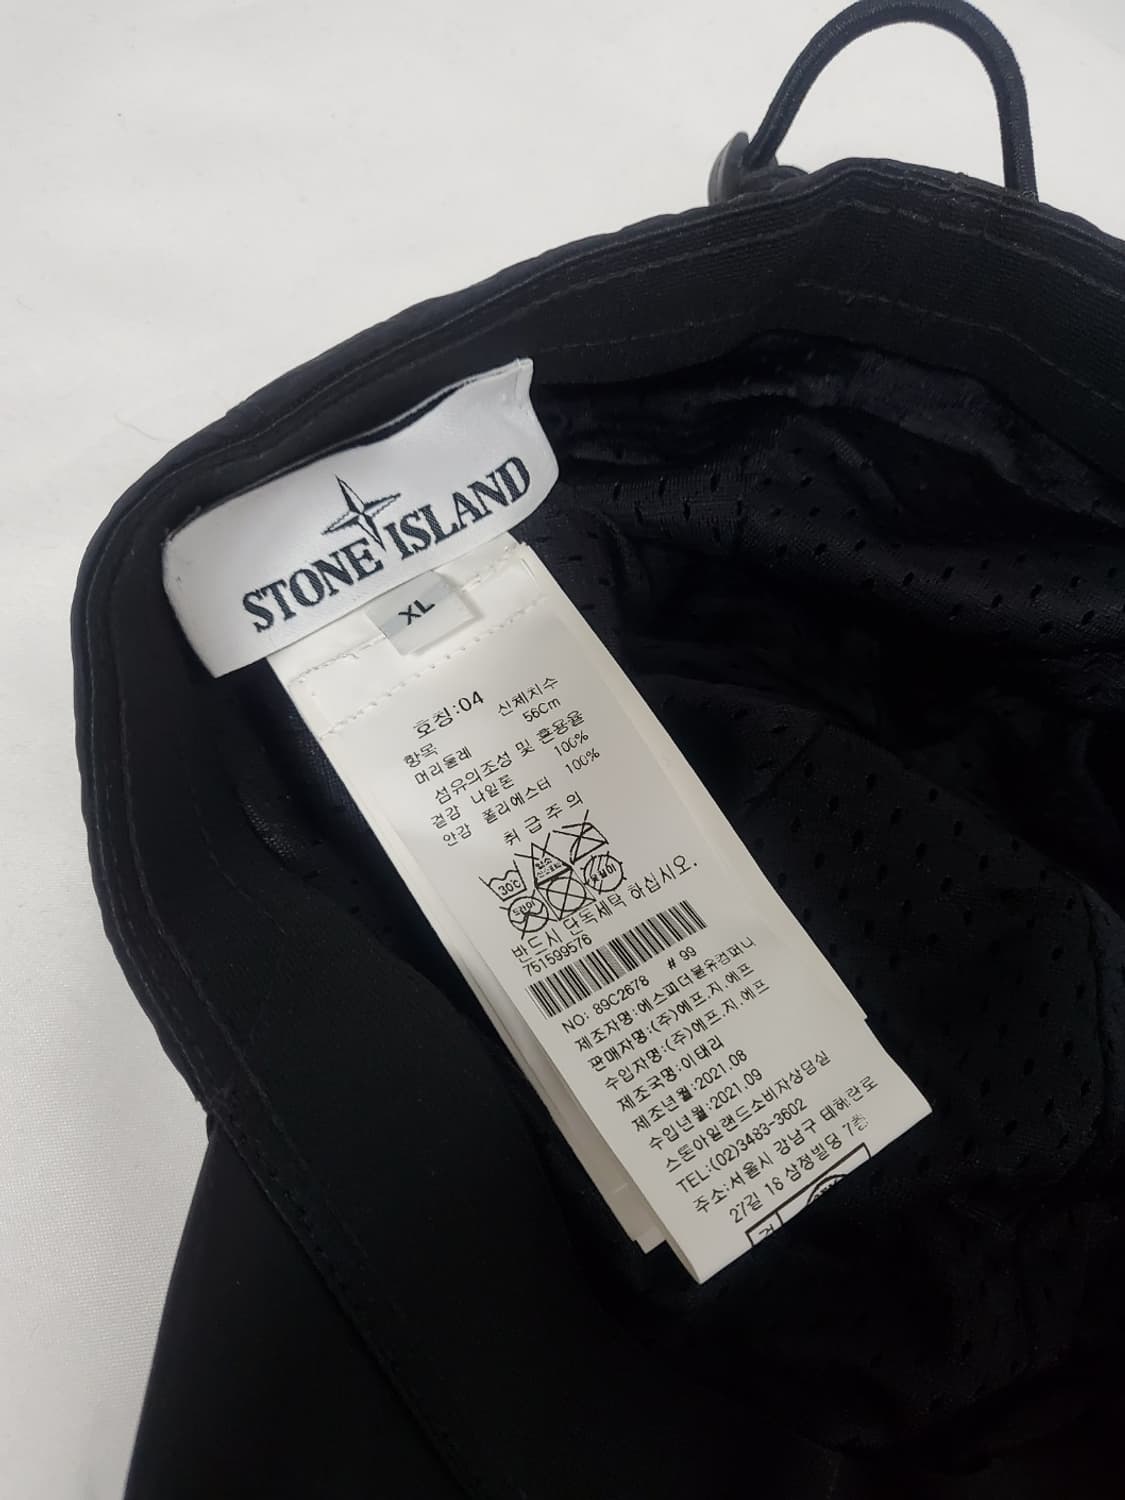 STONE ISLAND
XL
호칭:04
항목 신체치수
머리둘레 56Cm
섬유의조성 및 혼용율
겉감 나일론 100%
안감 폴리에스터 100%
취급주의
30℃
드라이
반드시 단독세탁 하십시오.
751599576
NO: 89C2678 # 99
제조자명:에스피더블유컴퍼니
판매자명:(주)에프.지.에프
수입자명:(주)에프.지.에프
제조국명:이태리
제조년월:2021.08
수입년월:2021.09
스톤아일랜드소비자상담실
TEL:(02)3483-3602
주소:서울시 강남구 테헤란로
27길 18 삼정빌딩